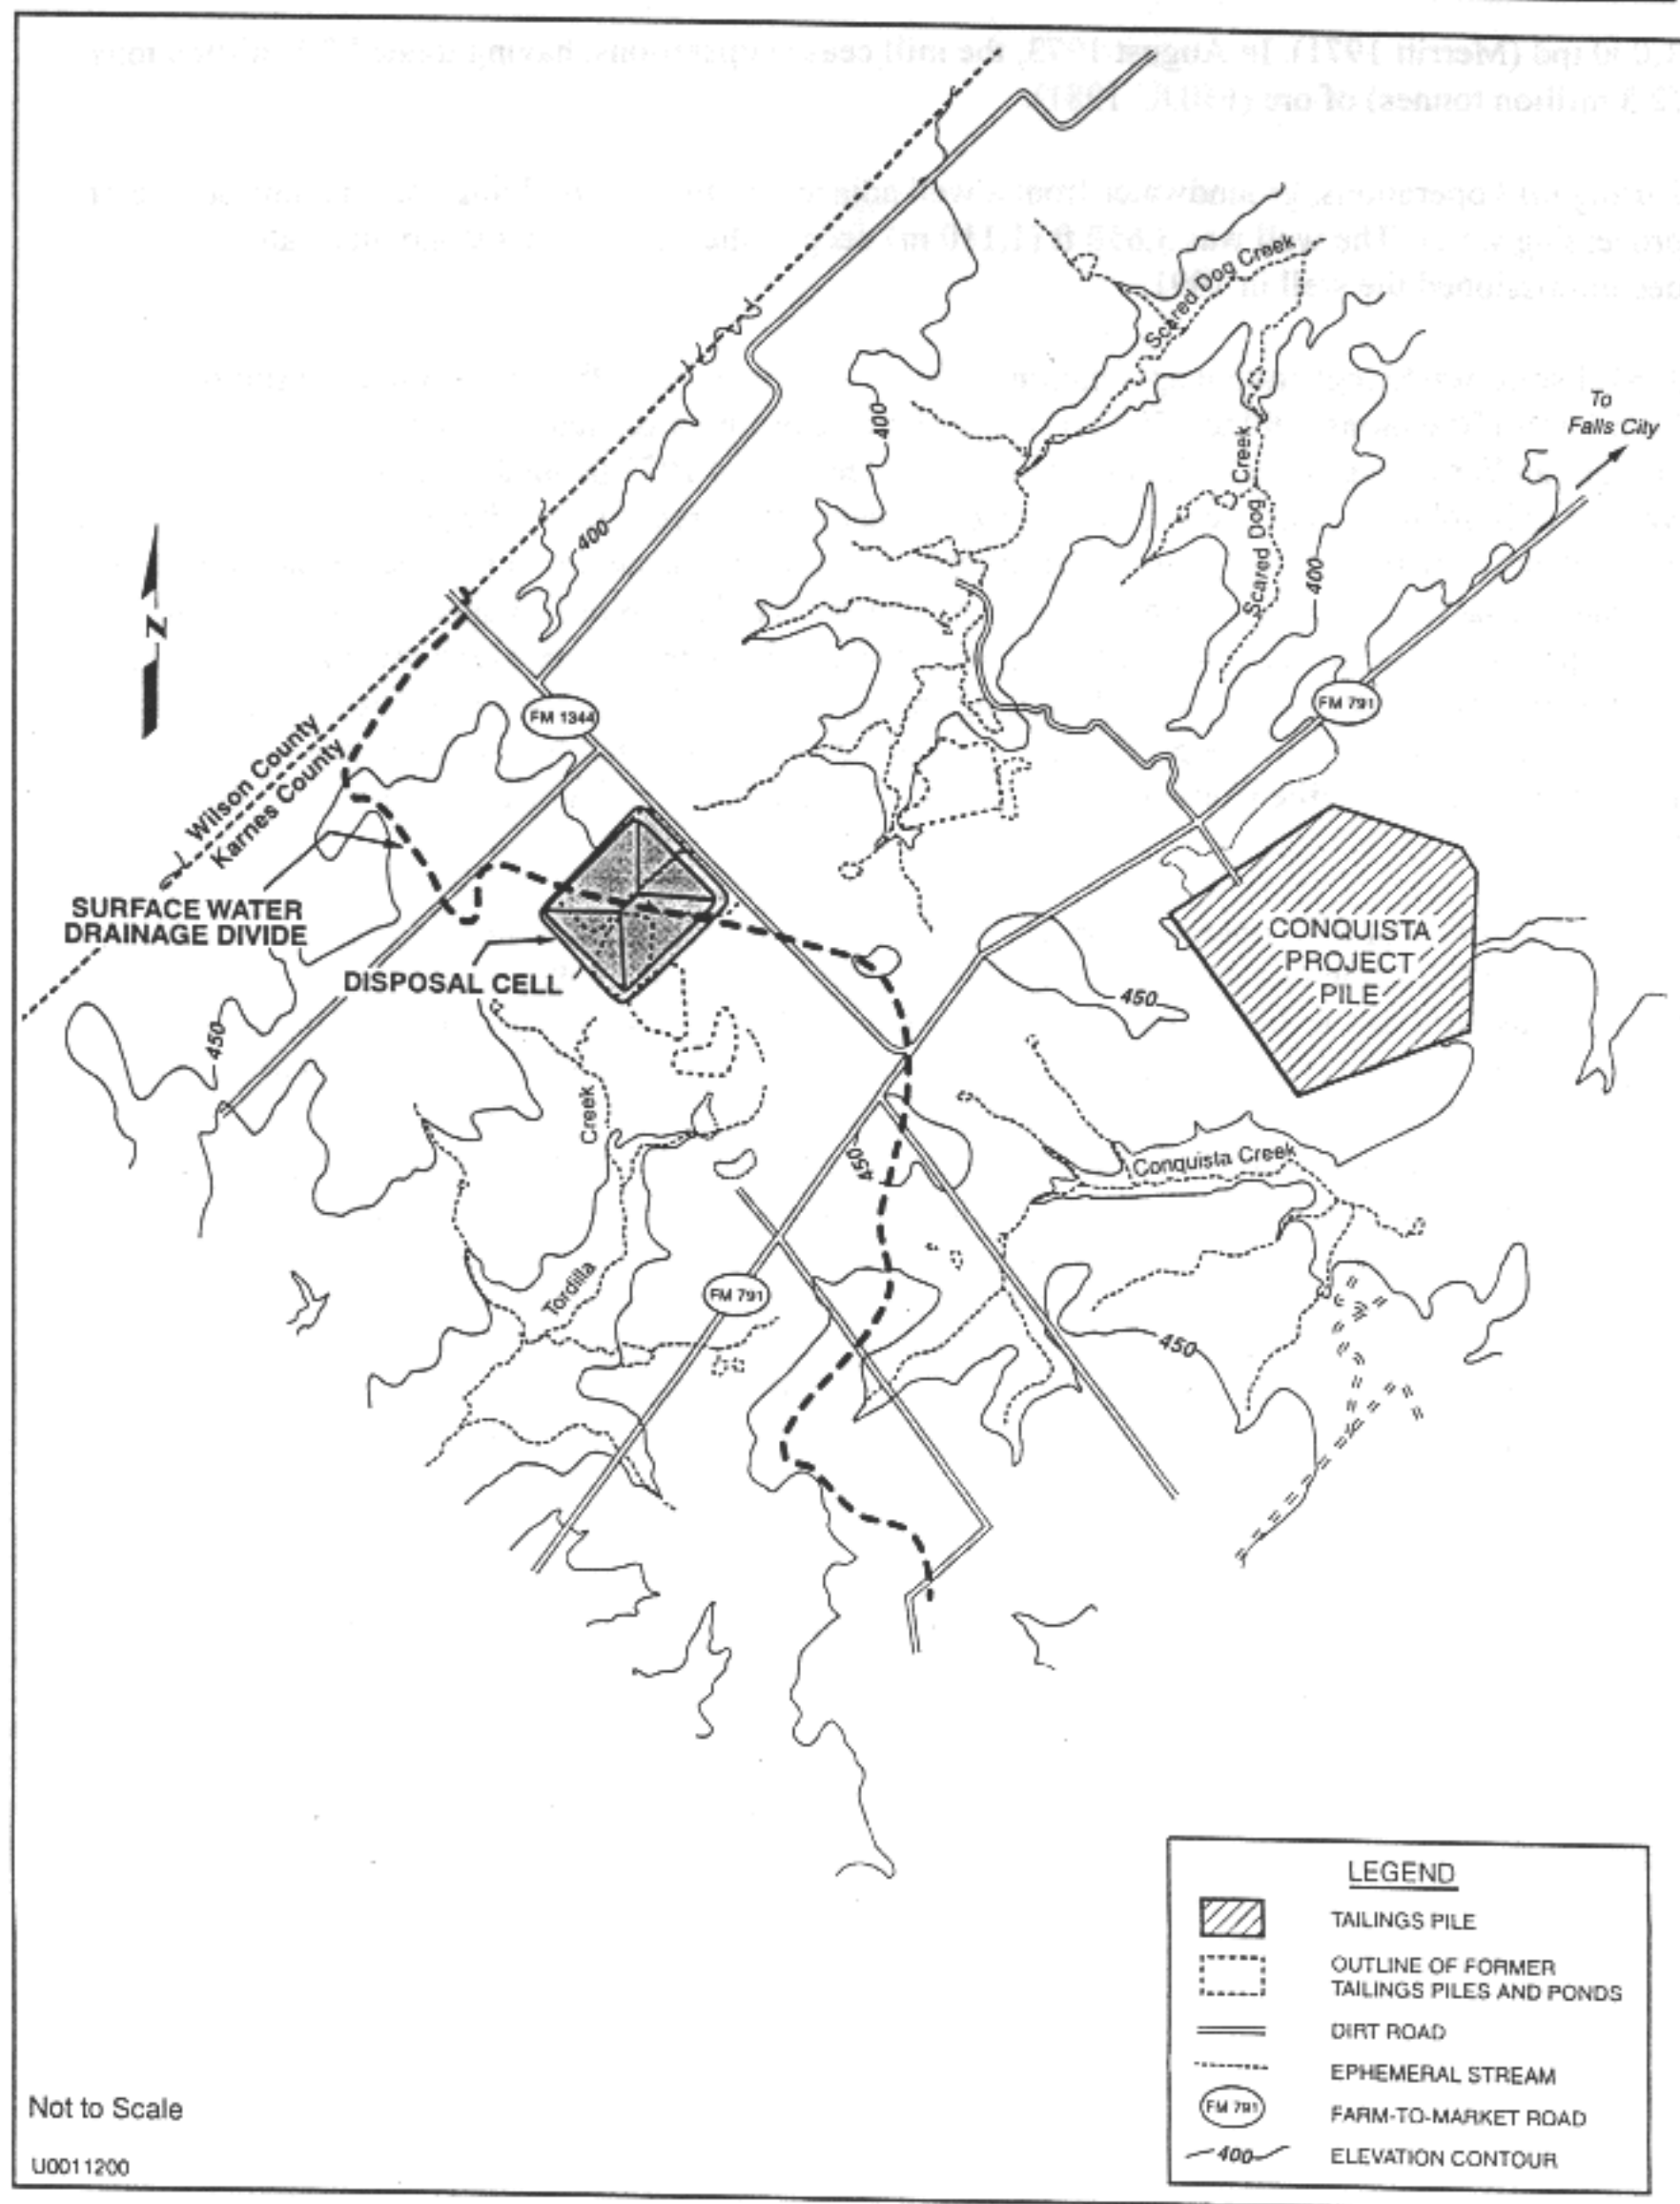 Scared Dog Creek
To
Falls City
400
Scared Dog Creek
400
400
N
FM 1344
FM 791
Wilson County
Karnes County
SURFACE WATER
DRAINAGE DIVIDE
DISPOSAL CELL
CONQUISTA
PROJECT
PILE
450
450
Creek
Tordilla
450
Conquista Creek
FM 791
450
LEGEND
TAILINGS PILE
OUTLINE OF FORMER
TAILINGS PILES AND PONDS
DIRT ROAD
EPHEMERAL STREAM
FM 791
FARM-TO-MARKET ROAD
400
ELEVATION CONTOUR
Not to Scale
U0011200